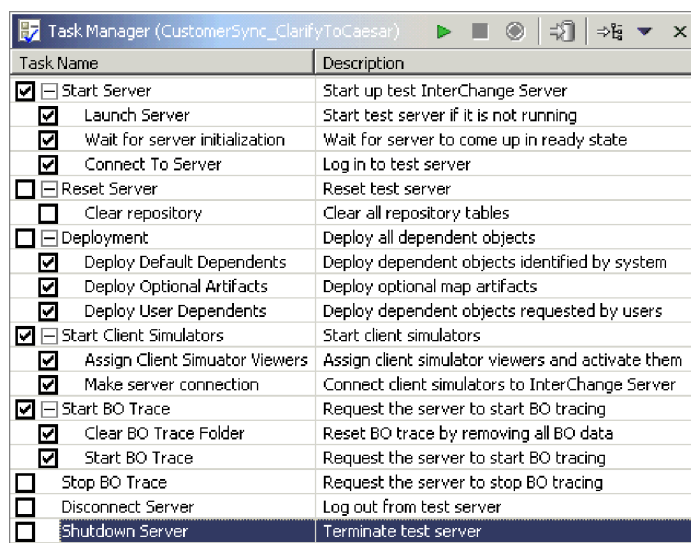 Task Manager (CustomerSync_ClarifyToCaesar)
Task Name Description
Start Server Start up test InterChange Server
Launch Server Start test server if it is not running
Wait for server initialization Wait for server to come up in ready state
Connect To Server Log in to test server
Reset Server Reset test server
Clear repository Clear all repository tables
Deployment Deploy all dependent objects
Deploy Default Dependents Deploy dependent objects identified by system
Deploy Optional Artifacts Deploy optional map artifacts
Deploy User Dependents Deploy dependent objects requested by users
Start Client Simulators Start client simulators
Assign Client Simuator Viewers Assign client simulator viewers and activate them
Make server connection Connect client simulators to InterChange Server
Start BO Trace Request the server to start BO tracing
Clear BO Trace Folder Reset BO trace by removing all BO data
Start BO Trace Request the server to start BO tracing
Stop BO Trace Request the server to stop BO tracing
Disconnect Server Log out from test server
Shutdown Server Terminate test server